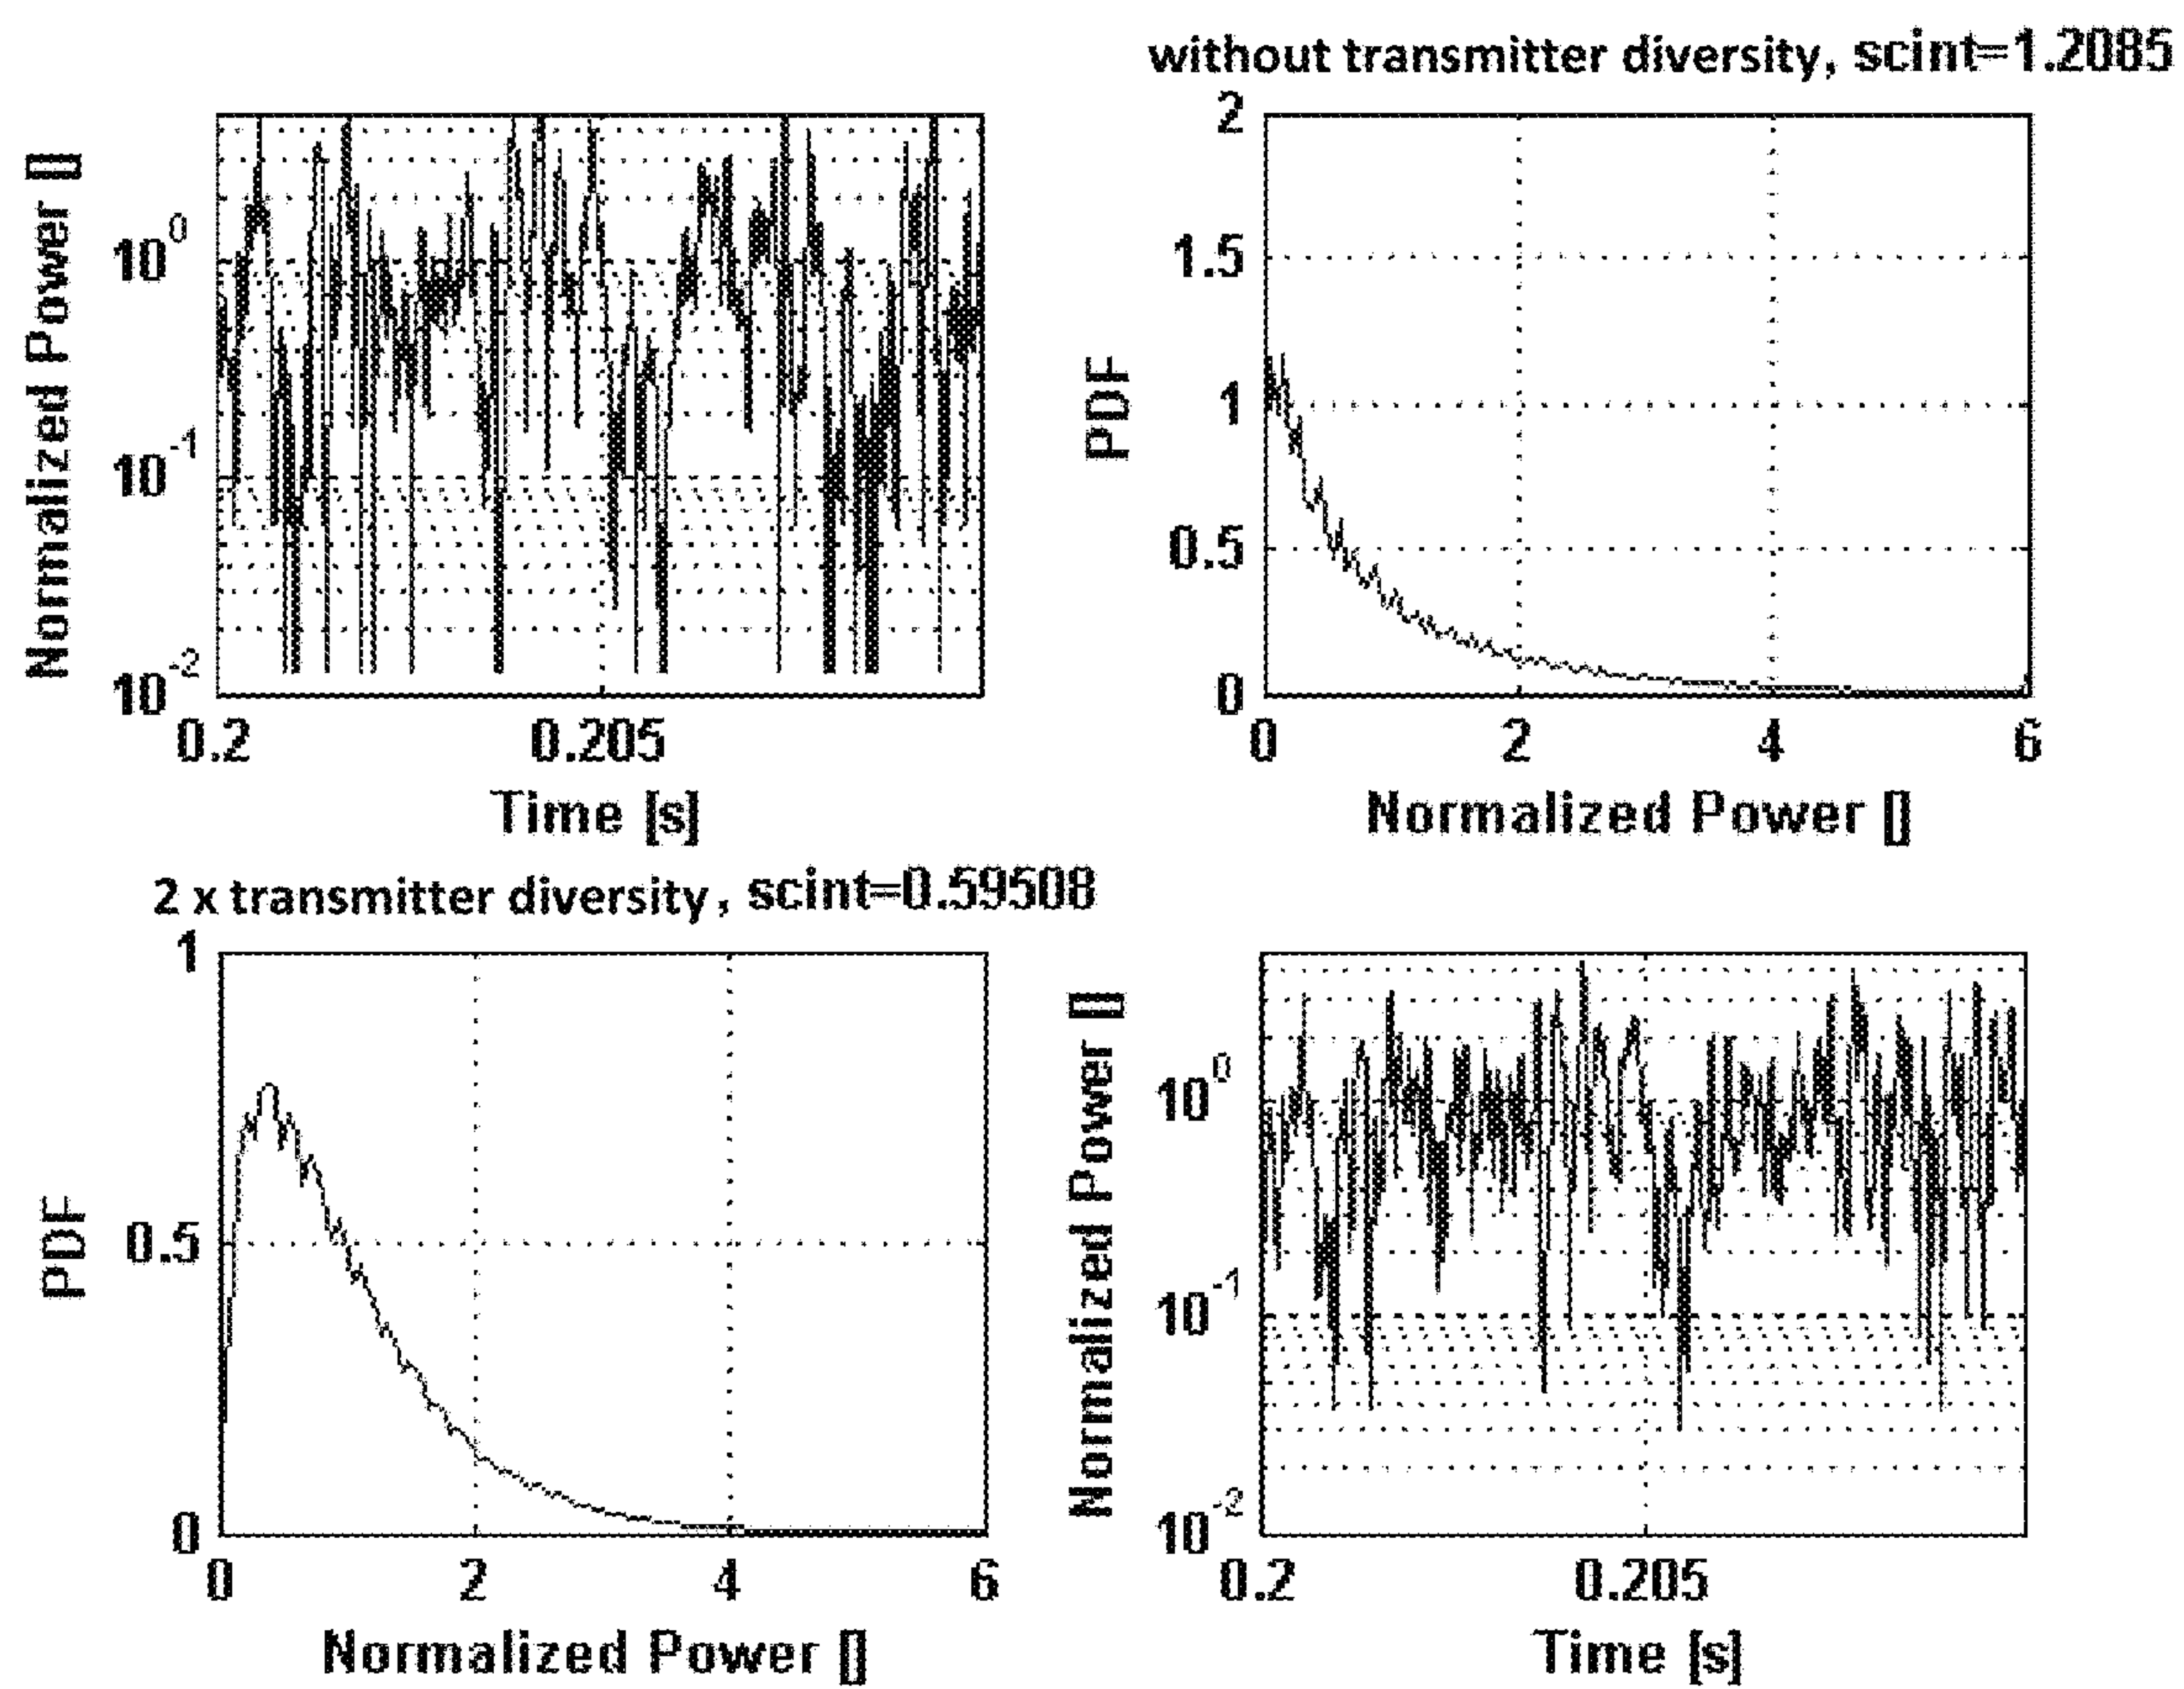 without transmitter diversity, scint=1.2085
Normalized Power []
10^0
10^-1
10^-2
0.2 0.205
Time [s]
PDF
2
1.5
1
0.5
0
0 2 4 6
Normalized Power []
2 x transmitter diversity, scint=0.59508
PDF
1
0.5
0
0 2 4 6
Normalized Power []
Normalized Power []
10^0
10^-1
10^-2
0.2 0.205
Time [s]